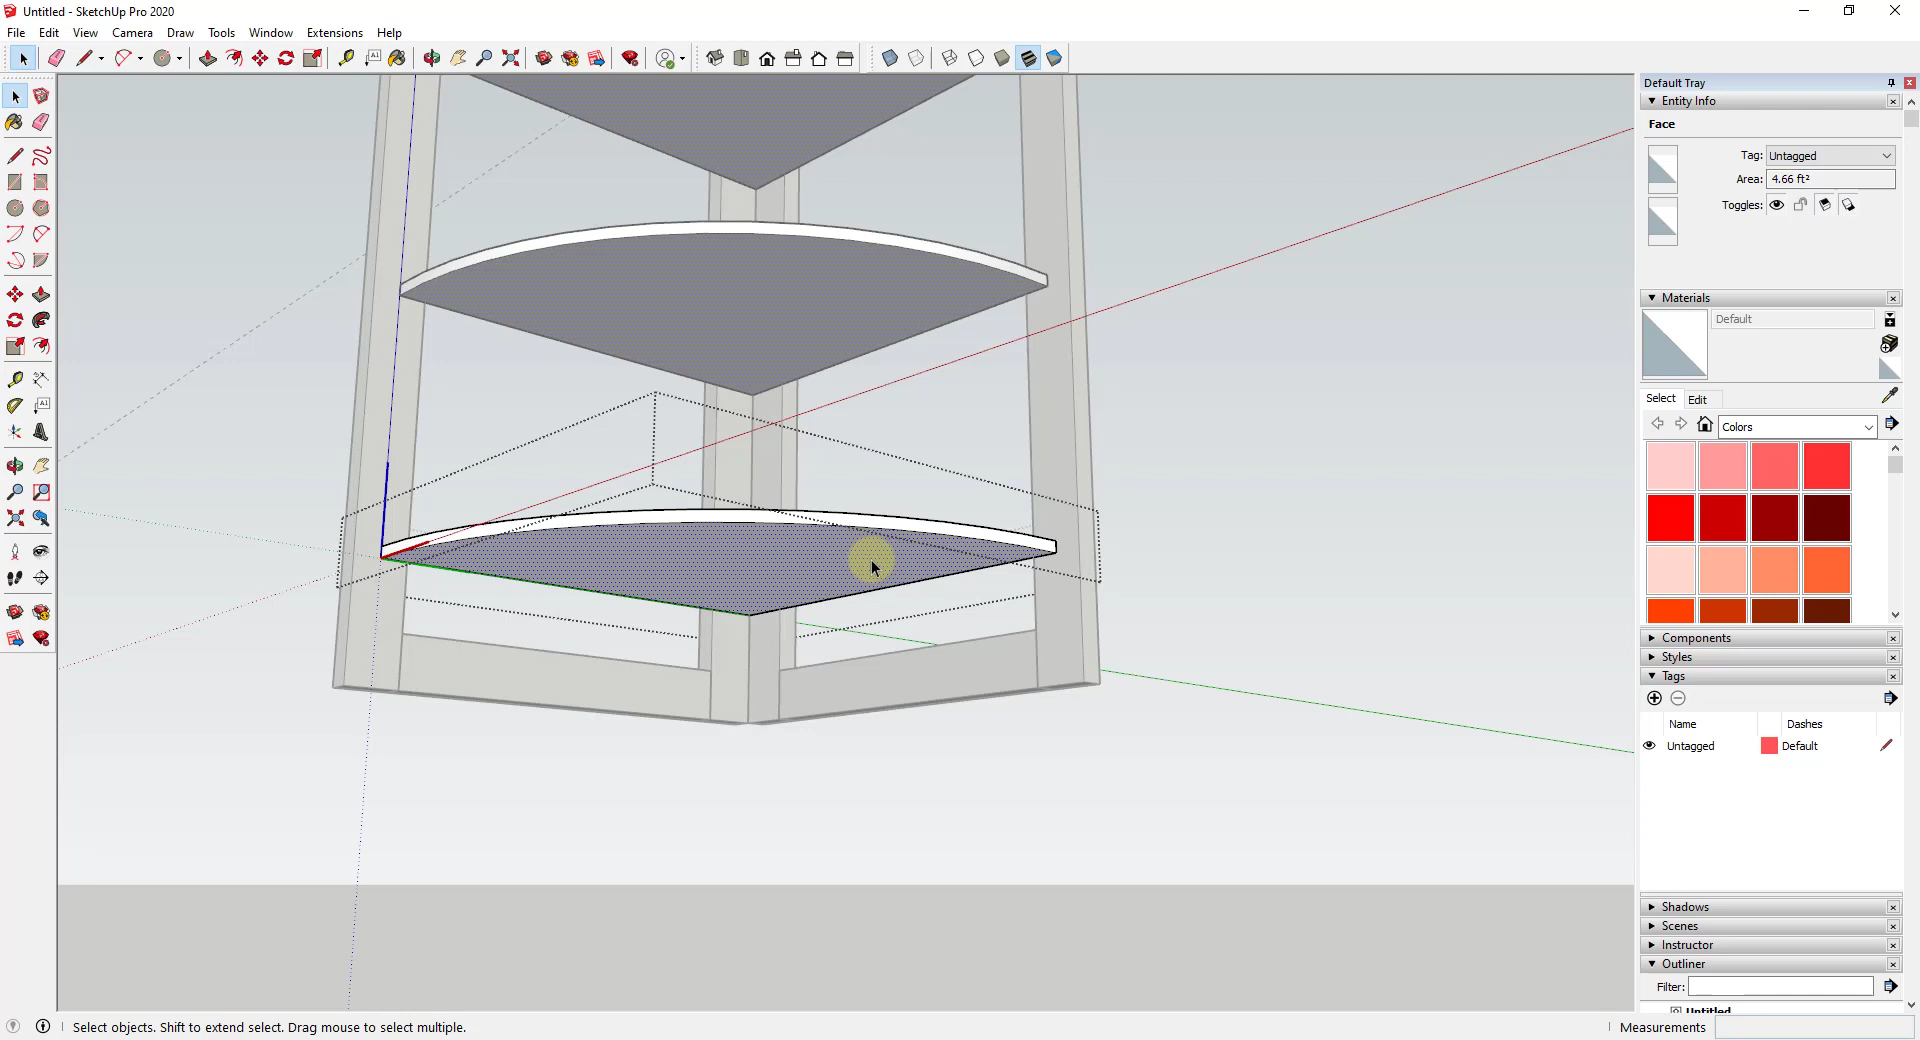 Untitled - SketchUp Pro 2020
File Edit View Camera Draw Tools Window Extensions Help
Default Tray
Entity Info
Face
Tag: Untagged
Area: 4.66 ft²
Toggles:
Materials
Default
Select Edit
Colors
Components
Styles
Tags
Name Dashes
Untagged Default
Shadows
Scenes
Instructor
Outliner
Filter:
Untitled
Select objects. Shift to extend select. Drag mouse to select multiple.
Measurements